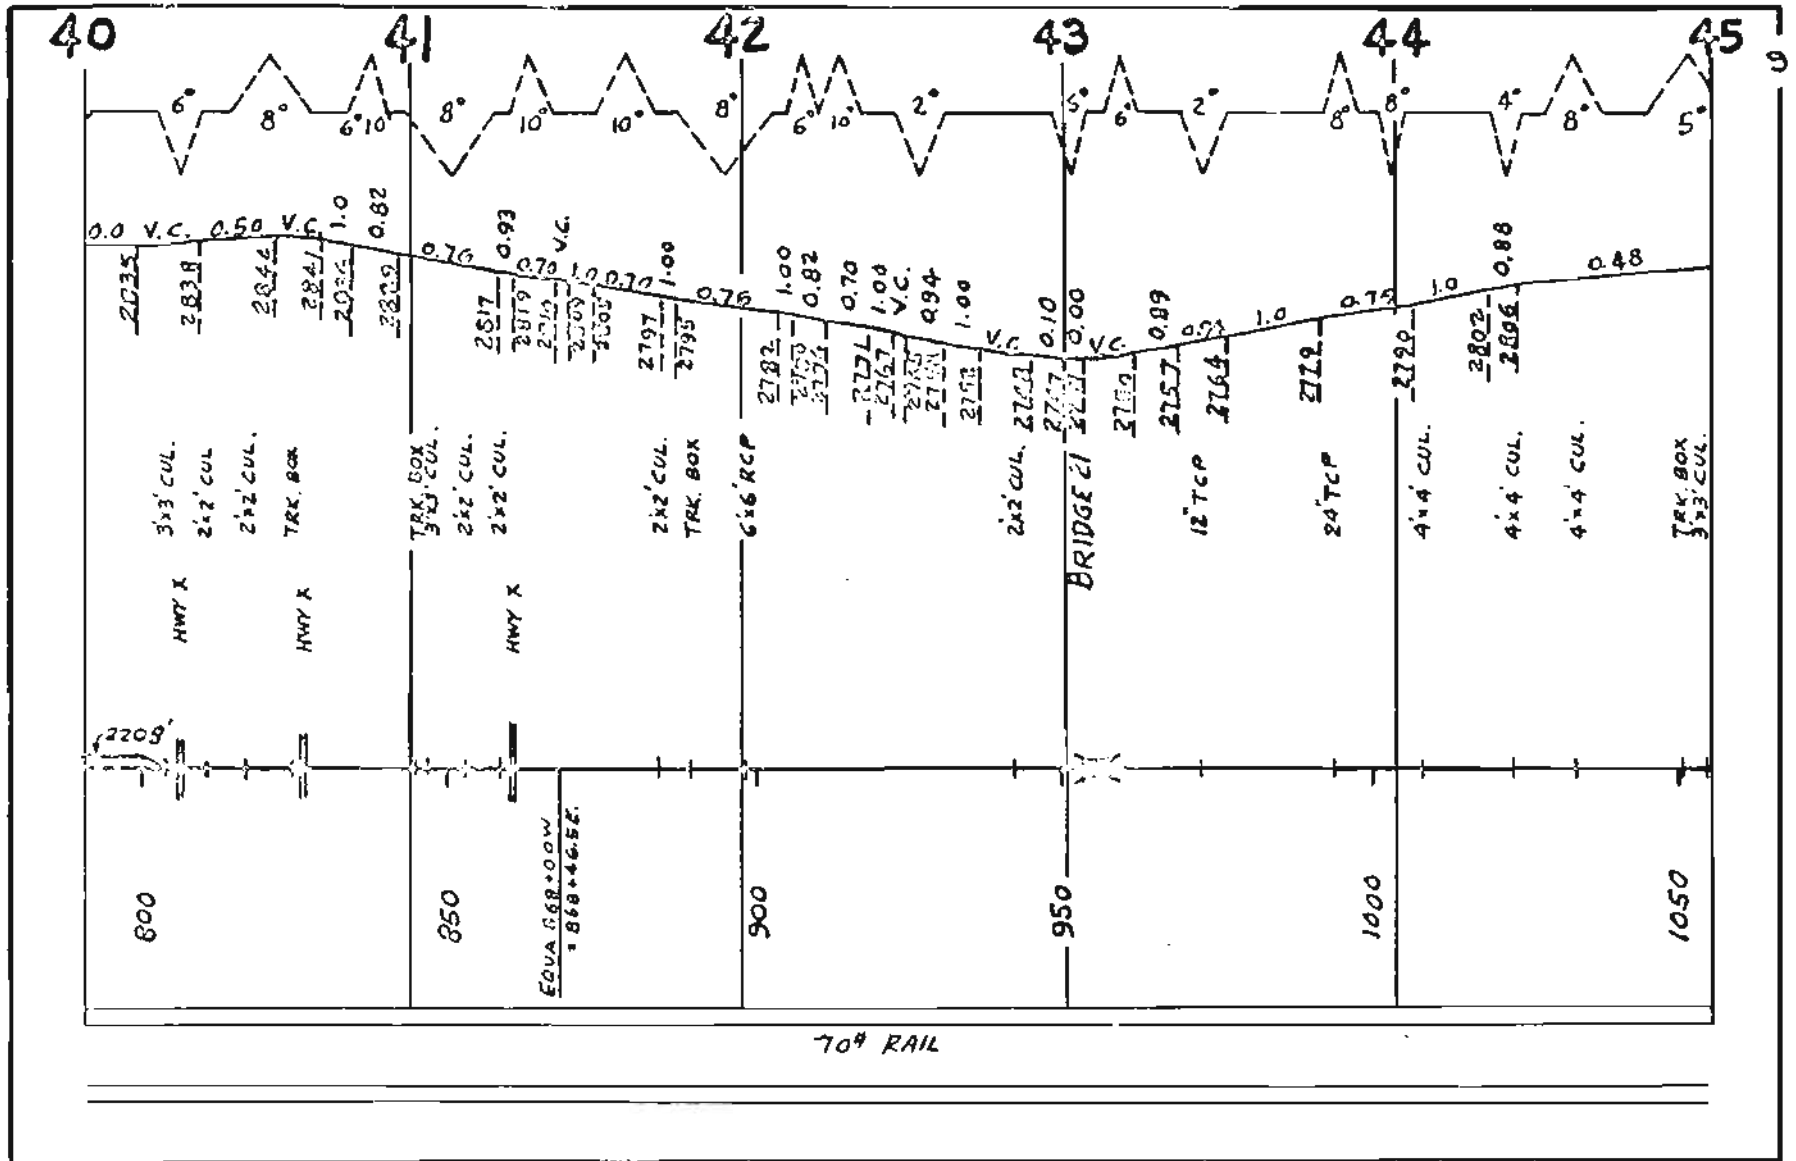 40 41 42 43 44 45
9
6° 8° 6° 10° 8° 10° 10° 8° 6° 10° 2° 5° 6° 2° 8° 8° 4° 8° 5°
0.0 V.C. 0.50 V.C. 1.0 0.82 0.76 0.93 0.70 V.C. 1.0 0.70 1.00 0.76 1.00 0.82 0.70 1.00 V.C. 0.94 1.00 V.C. 0.10 0.00 V.C. 0.89 1.0 0.75 1.0 0.88 0.48
2838 2841 2819 2797 2795 2782 2767 2757 2764 2779 2790 2802 2806
3'x3' CUL.
2'x2' CUL
2'x2' CUL.
TRK. BOX
TRK. BOX
3'x3' CUL.
2'x2' CUL.
2'x2' CUL.
2'x2' CUL.
TRK. BOX
6'x6' RCP
2'x2' CUL.
BRIDGE 21
12" TCP
24" TCP
4'x4' CUL.
4'x4' CUL.
4'x4' CUL.
TRK. BOX
3'x3' CUL.
HWY X
HWY X
HWY X
2208'
800 850
EQUA 868+00W
= 868+46.5E.
900 950 1000 1050
70# RAIL